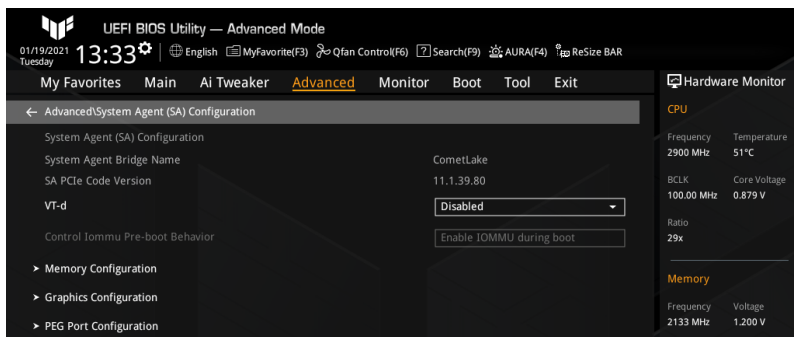 UEFI BIOS Utility — Advanced Mode
01/19/2021 Tuesday 13:33 English MyFavorite(F3) Qfan Control(F6) ? Search(F9) AURA(F4) ReSize BAR
My Favorites Main Ai Tweaker Advanced Monitor Boot Tool Exit
← Advanced\System Agent (SA) Configuration
System Agent (SA) Configuration
System Agent Bridge Name CometLake
SA PCIe Code Version 11.1.39.80
VT-d Disabled
Control Iommu Pre-boot Behavior Enable IOMMU during boot
> Memory Configuration
> Graphics Configuration
> PEG Port Configuration
Hardware Monitor
CPU
Frequency Temperature
2900 MHz 51°C
BCLK Core Voltage
100.00 MHz 0.879 V
Ratio
29x
Memory
Frequency Voltage
2133 MHz 1.200 V